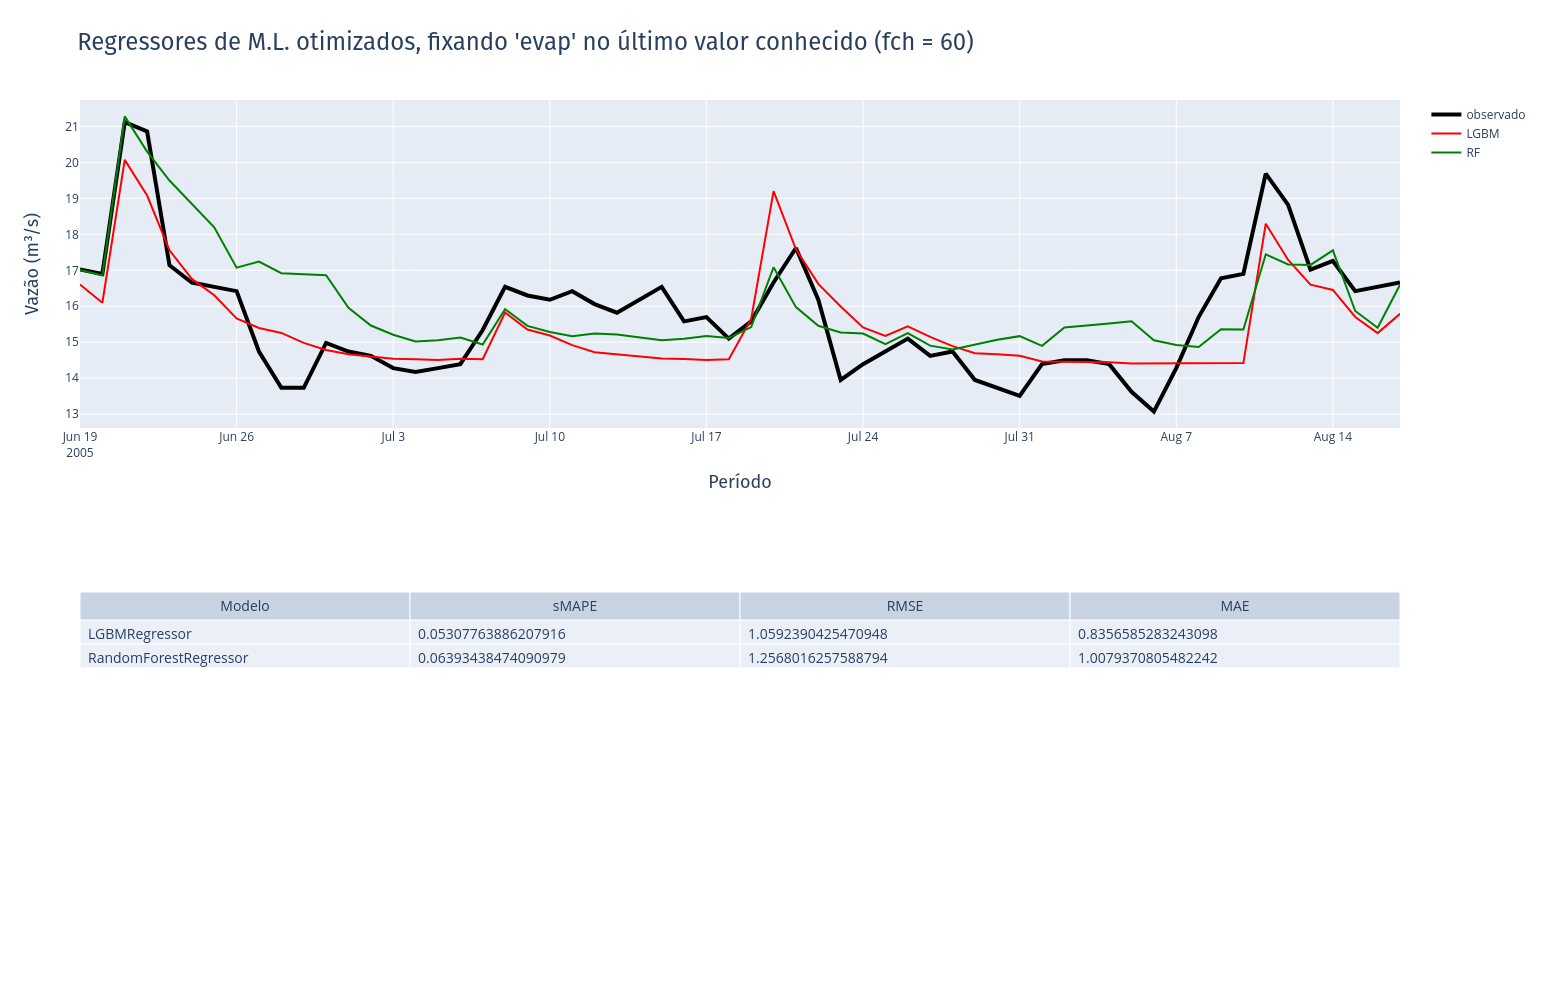 Regressores de M.L. otimizados, fixando 'evap' no último valor conhecido (fch = 60)
observado
LGBM
RF
Vazão (m³/s)
21
20
19
18
17
16
15
14
13
Jun 19 Jun 26 Jul 3 Jul 10 Jul 17 Jul 24 Jul 31 Aug 7 Aug 14
2005
Período
Modelo sMAPE RMSE MAE
LGBMRegressor 0.05307763886207916 1.0592390425470948 0.8356585283243098
RandomForestRegressor 0.06393438474090979 1.2568016257588794 1.0079370805482242